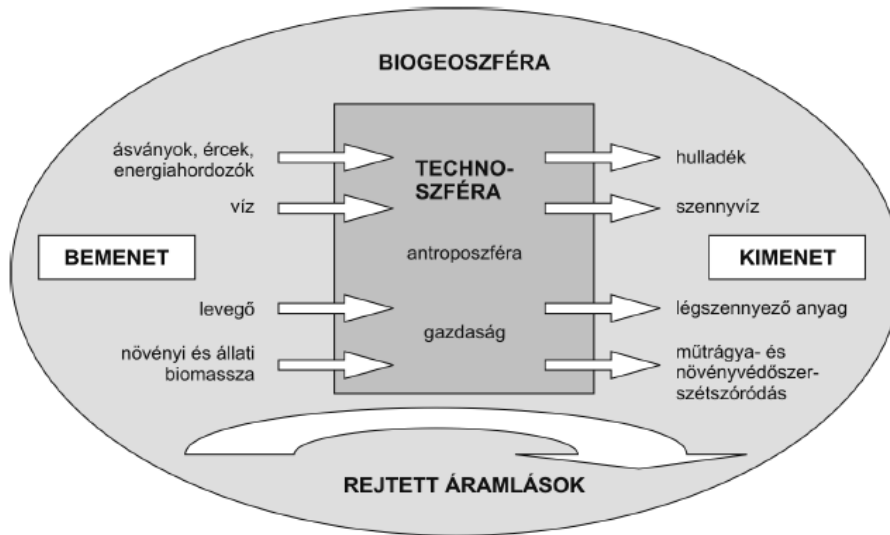 BIOGEOSZFÉRA
ásványok, ércek,
energiahordozók
víz
BEMENET
levegő
növényi és állati
biomassza
TECHNO-
SZFÉRA
antroposzféra
gazdaság
hulladék
szennyvíz
KIMENET
légszennyező anyag
műtrágya- és
növényvédőszer-
szétszóródás
REJTETT ÁRAMLÁSOK